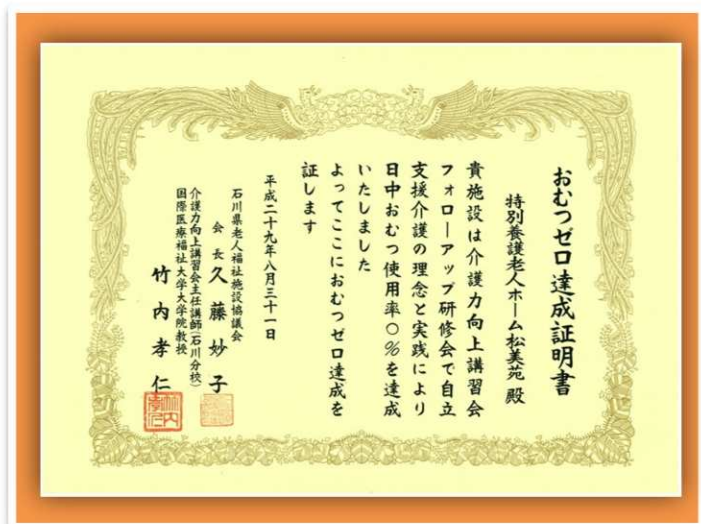 おむつゼロ達成証明書
特別養護老人ホーム松美苑 殿
貴施設は介護力向上講習会
フォローアップ研修会で自立
支援介護の理念と実践により
日中おむつ使用率〇％を達成
いたしました
よってここにおむつゼロ達成を
証します
平成二十九年八月三十一日
石川県老人福祉施設協議会
会長 久藤妙子
介護力向上講習会主任講師(石川分校)
国際医療福祉大学大学院教授
竹内孝仁